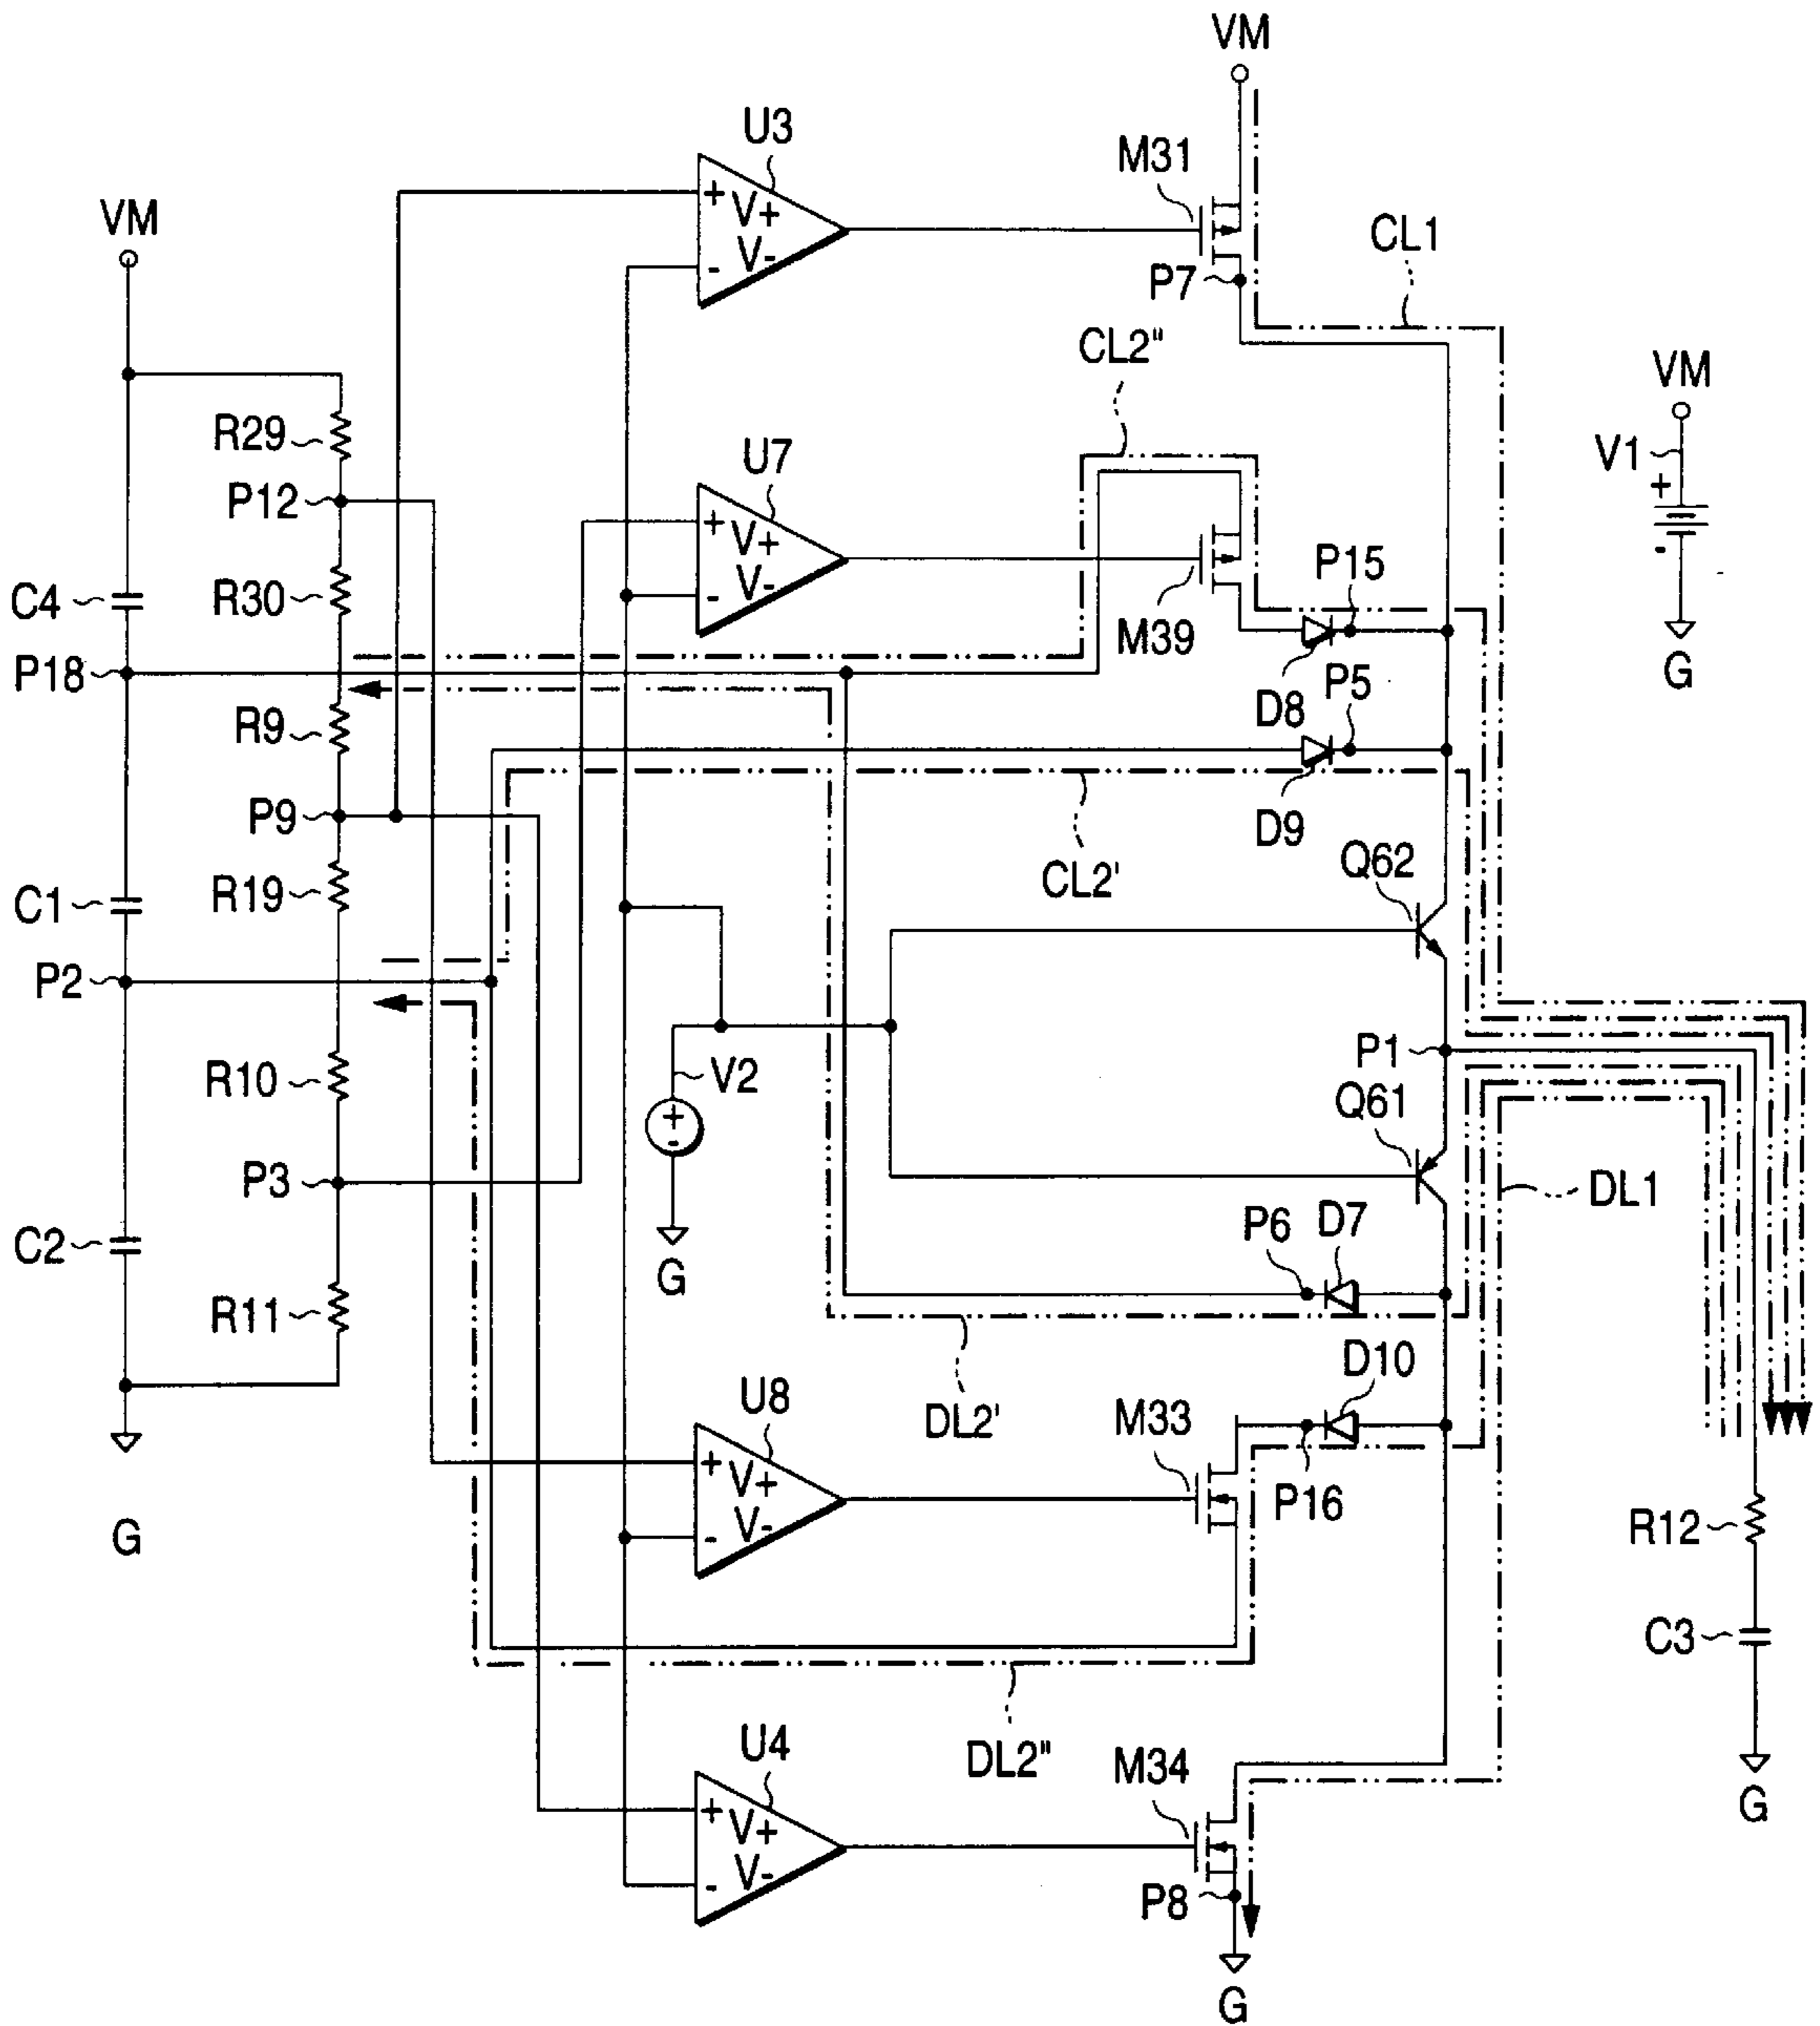 VM
U3
M31
+
V+
V-
-
VM
P7
CL1
CL2"
VM
V1
+
-
G
R29
U7
P12
+
V+
V-
-
P15
C4
R30
M39
P18
D8
P5
R9
D9
P9
CL2'
Q62
R19
C1
P2
P1
R10
V2
+
-
Q61
P3
DL1
P6
D7
C2
G
R11
D10
U8
M33
DL2'
+
V+
V-
-
P16
G
R12
C3
U4
DL2"
M34
G
+
V+
V-
-
P8
G